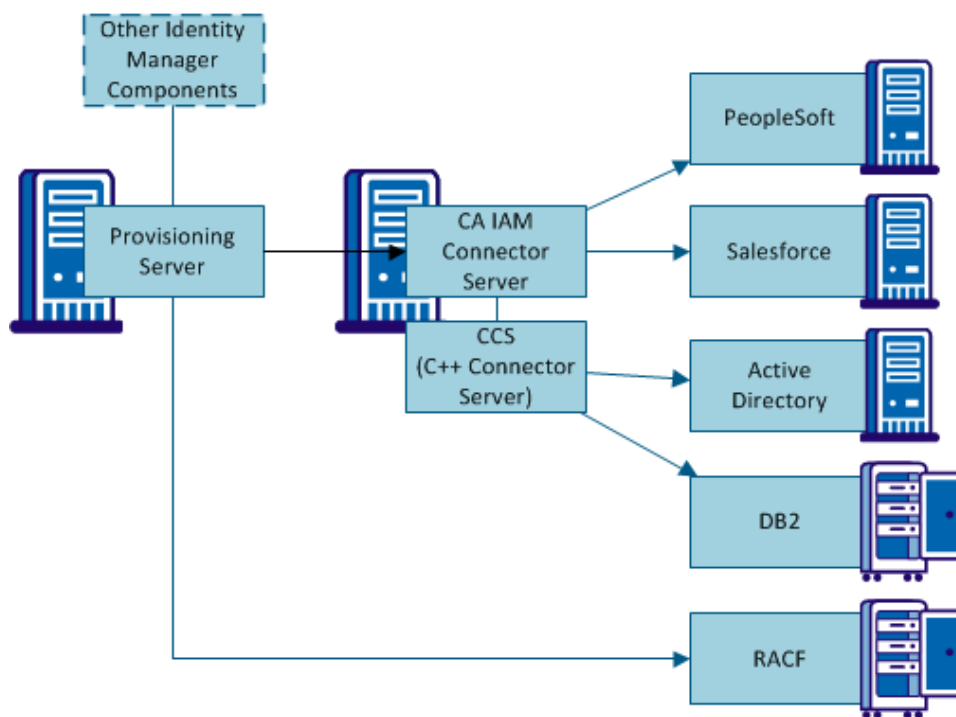 Other Identity
Manager
Components
PeopleSoft
Provisioning
Server
CA IAM
Connector
Server
Salesforce
CCS
(C++ Connector
Server)
Active
Directory
DB2
RACF